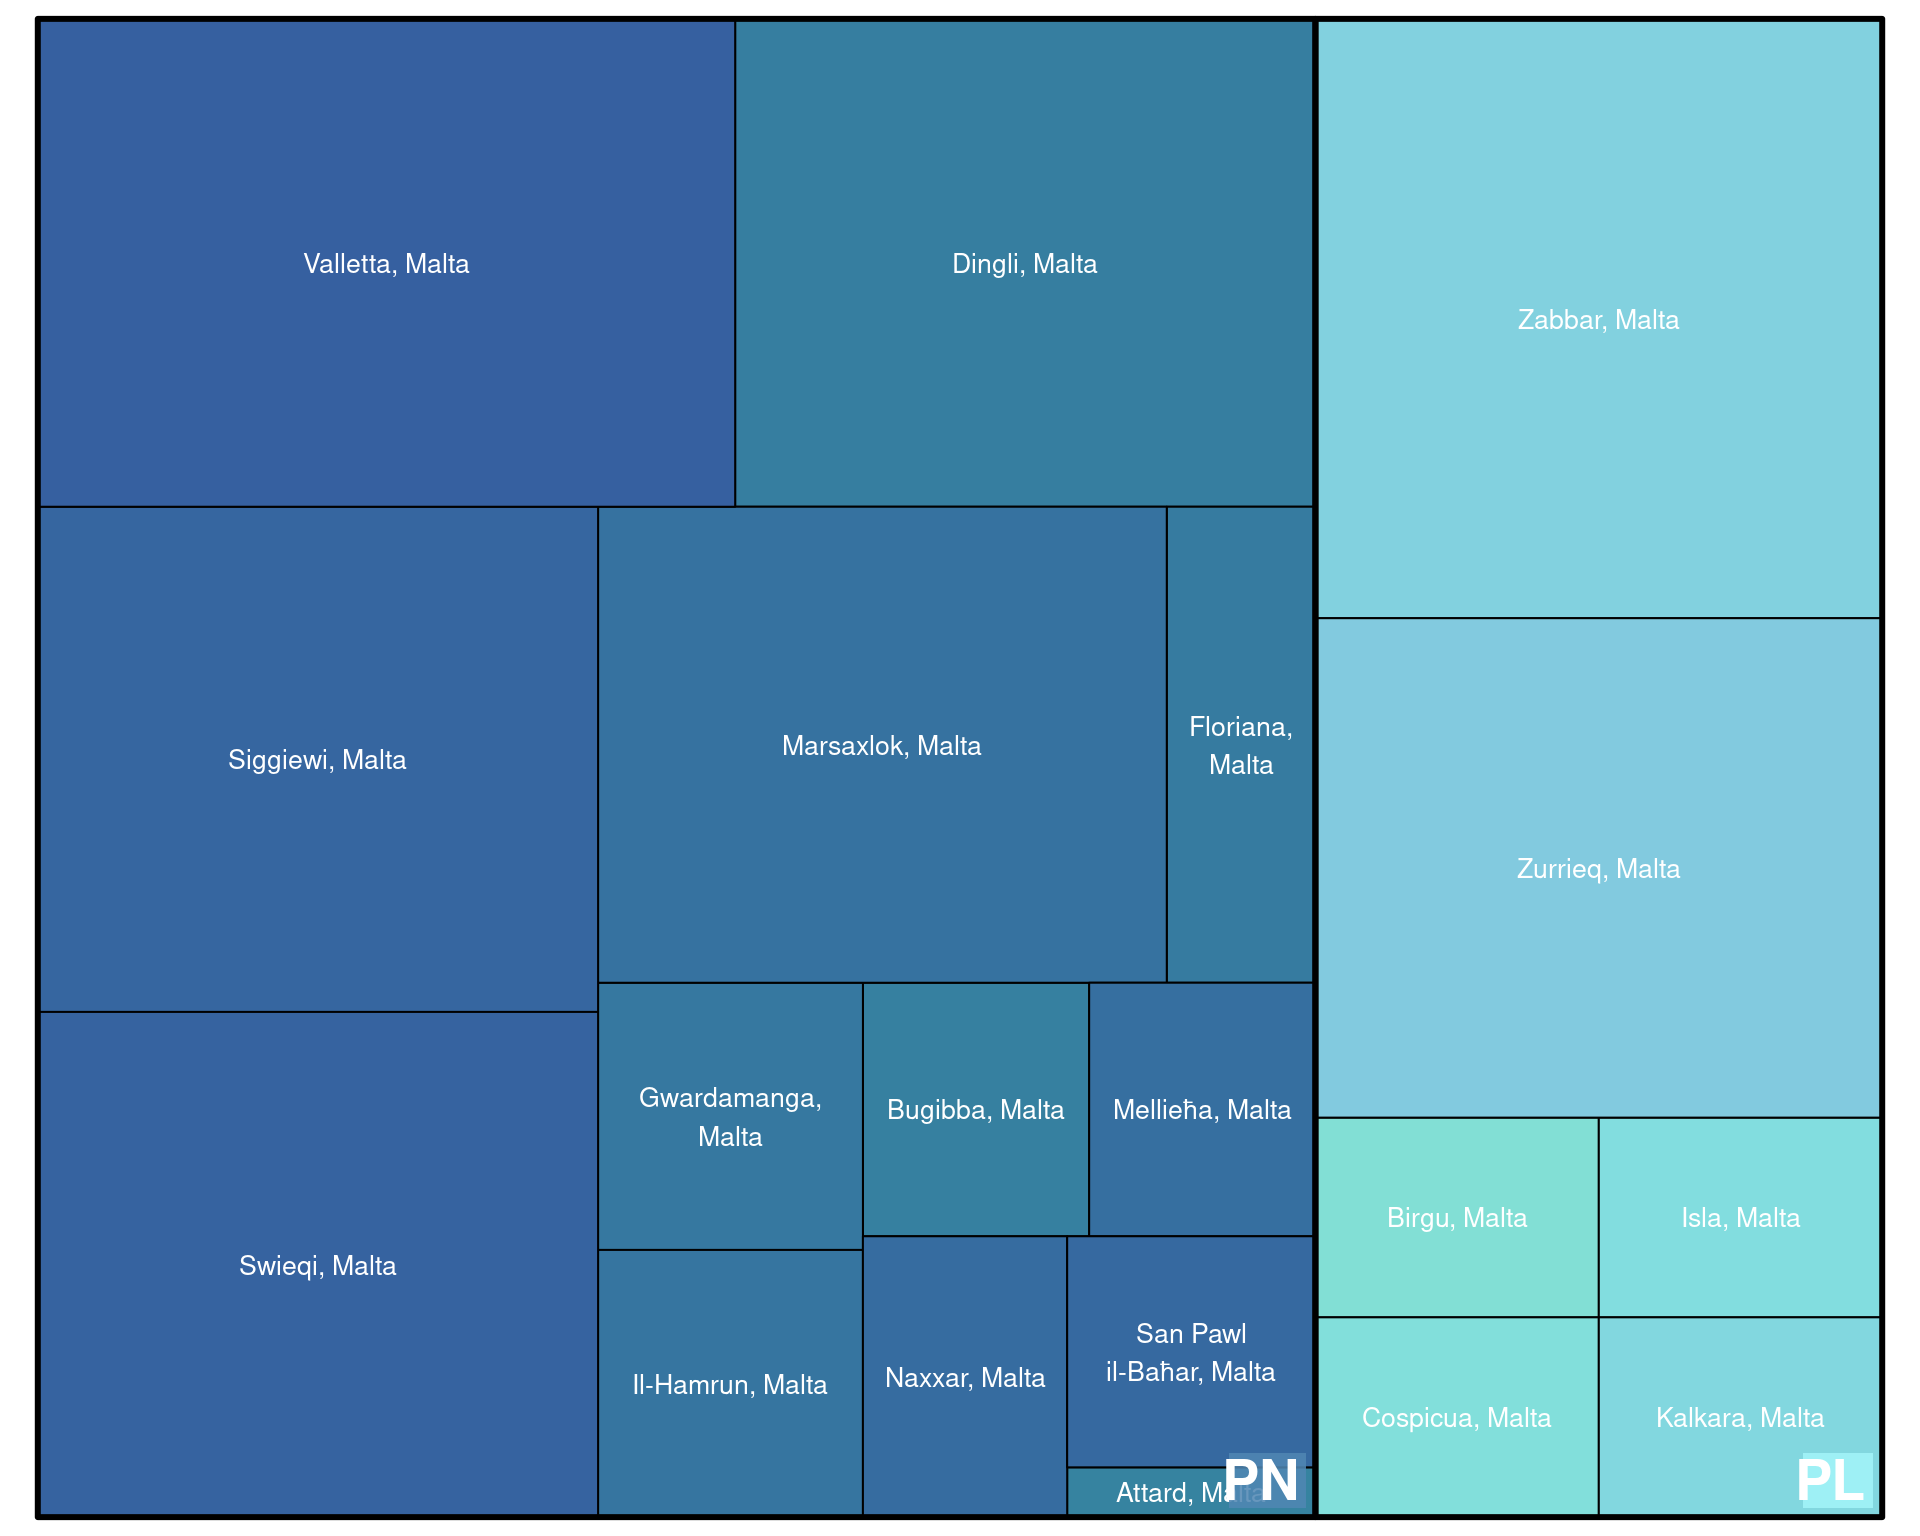 Valletta, Malta
Dingli, Malta
Zabbar, Malta
Siggiewi, Malta
Marsaxlok, Malta
Floriana,
Malta
Zurrieq, Malta
Gwardamanga,
Malta
Bugibba, Malta
Mellieħa, Malta
Birgu, Malta
Isla, Malta
Swieqi, Malta
Il-Hamrun, Malta
Naxxar, Malta
San Pawl
il-Baħar, Malta
Cospicua, Malta
Kalkara, Malta
Attard, Malta
PN
PL